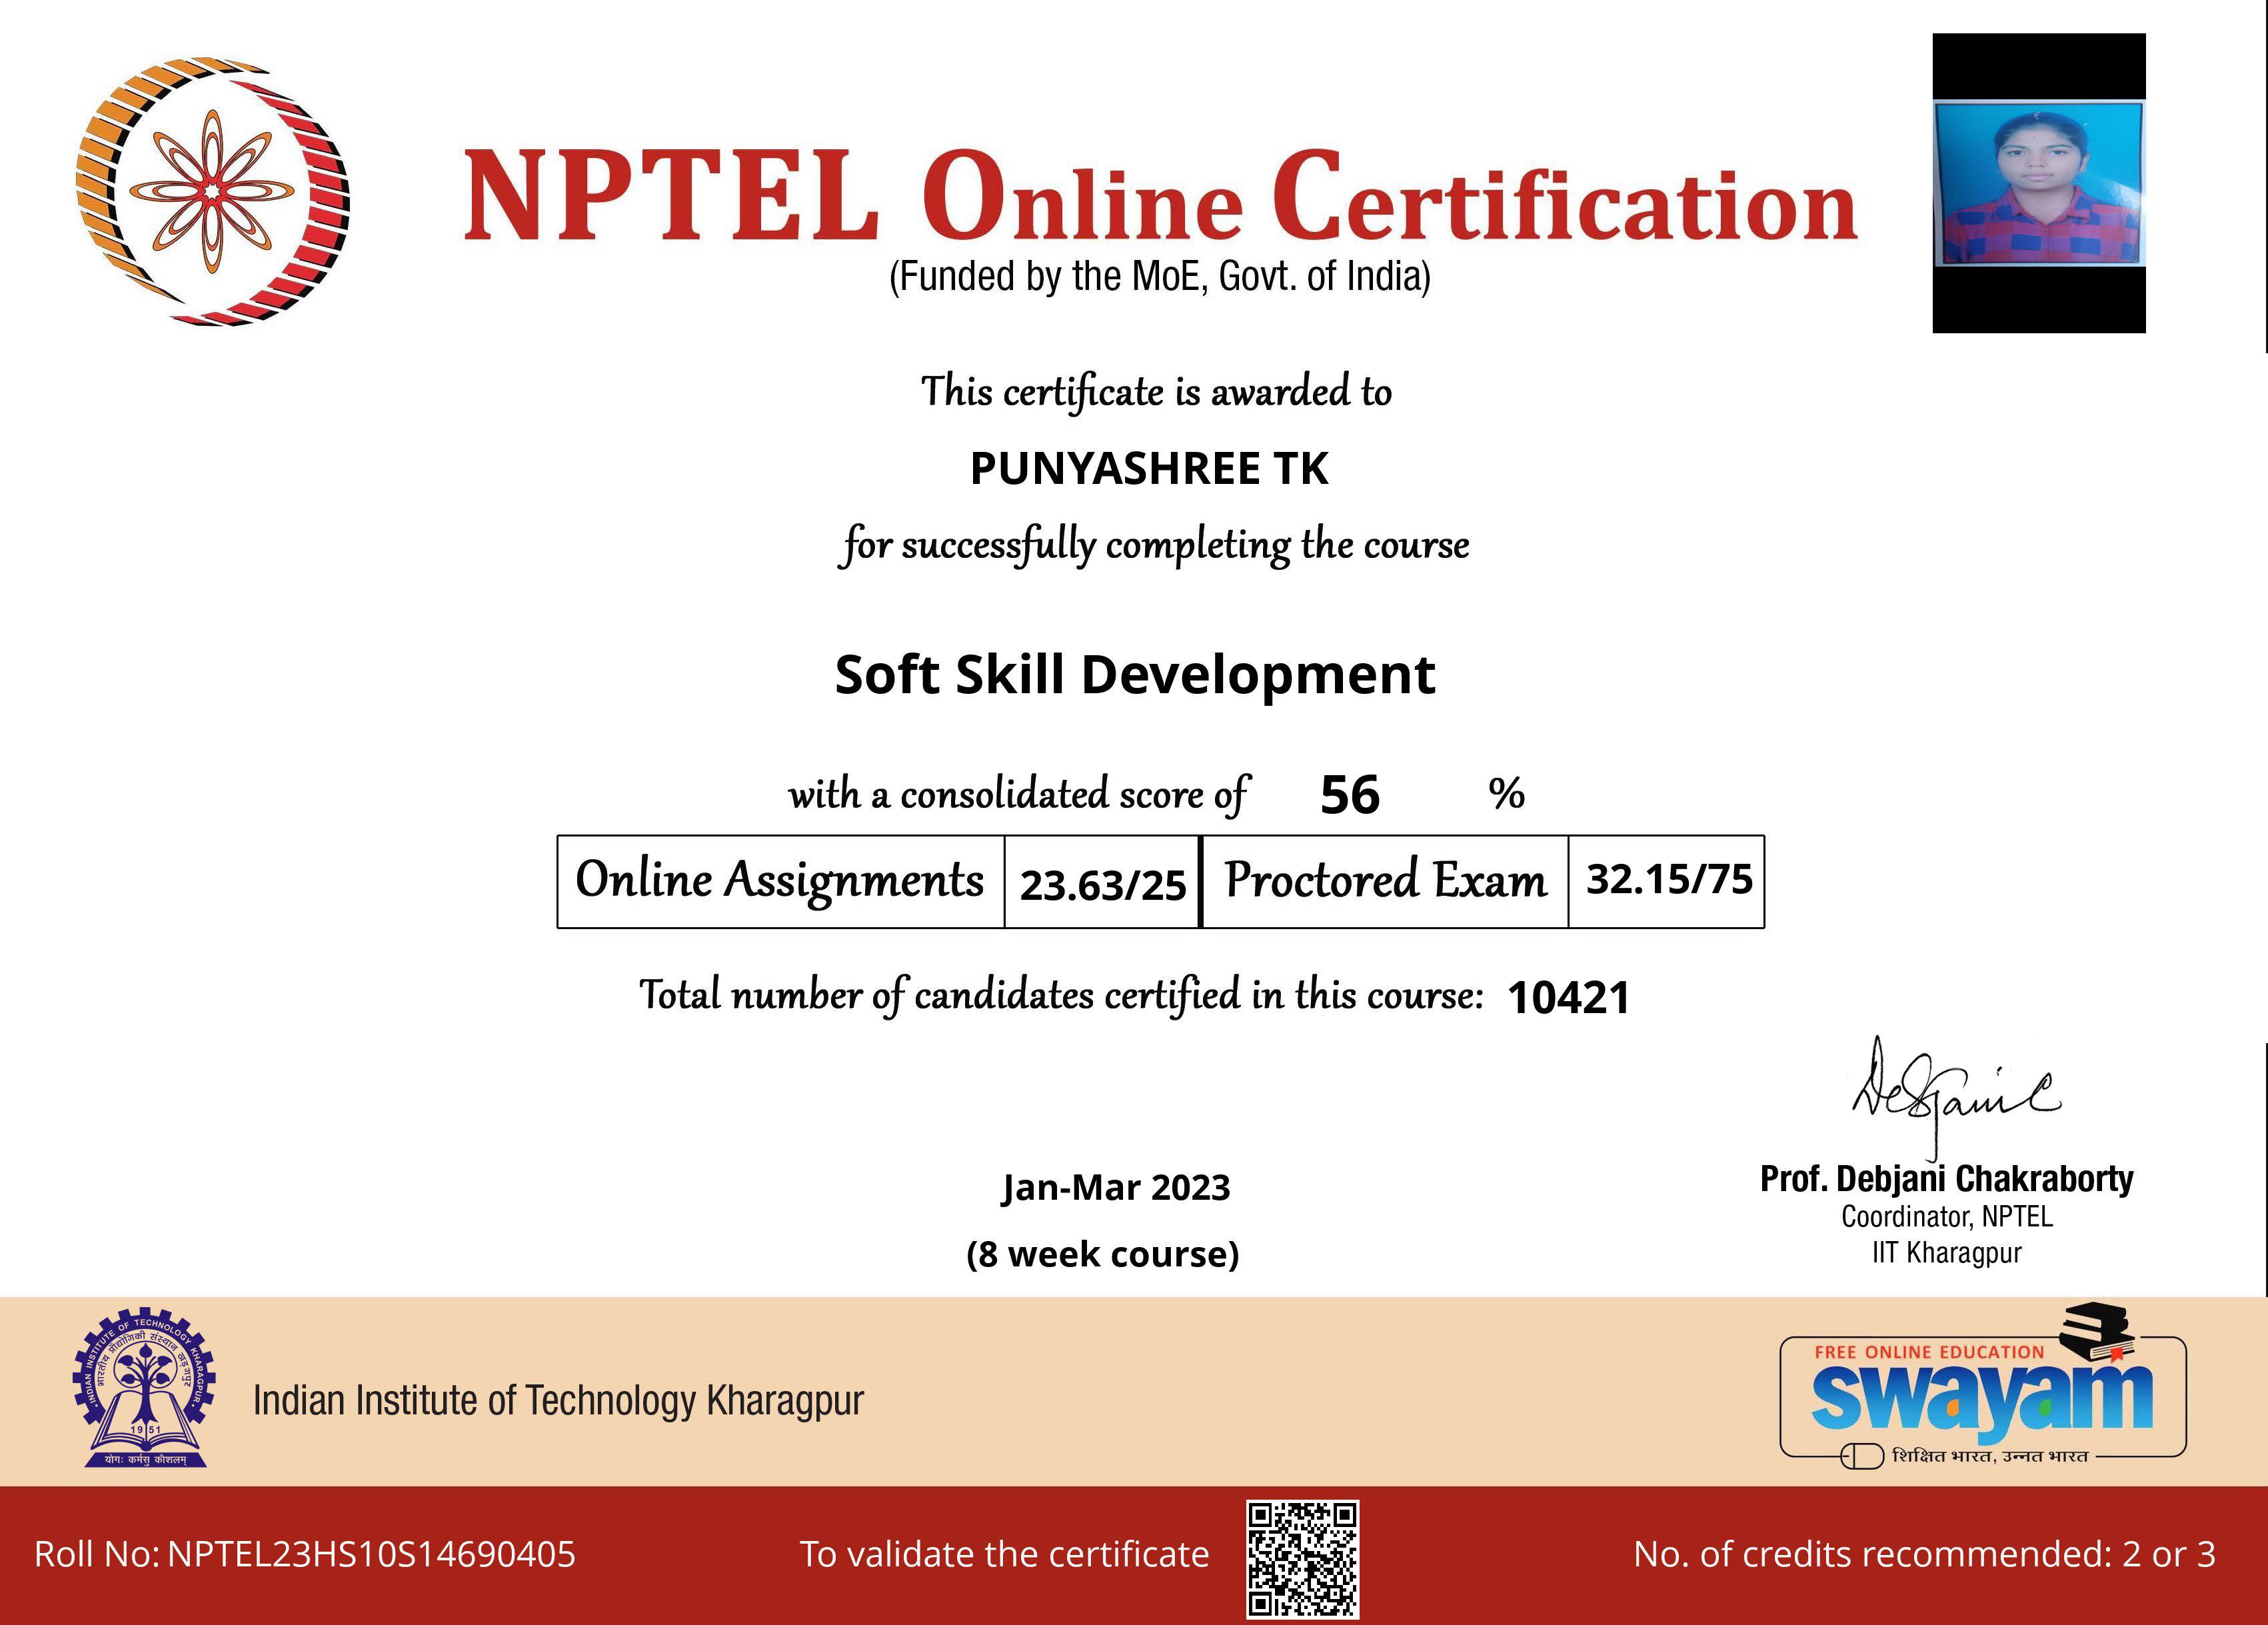 NPTEL Online Certification
(Funded by the MoE, Govt. of India)
This certificate is awarded to
PUNYASHREE TK
for successfully completing the course
Soft Skill Development
with a consolidated score of 56 %
Online Assignments 23.63/25 Proctored Exam 32.15/75
Total number of candidates certified in this course: 10421
Jan-Mar 2023
(8 week course)
Debjani C
Prof. Debjani Chakraborty
Coordinator, NPTEL
IIT Kharagpur
INDIAN INSTITUTE OF TECHNOLOGY KHARAGPUR
भारतीय प्रौद्योगिकी संस्थान खड़गपुर
1951
योगः कर्मसु कौशलम्
Indian Institute of Technology Kharagpur
FREE ONLINE EDUCATION
swayam
शिक्षित भारत, उन्नत भारत
Roll No: NPTEL23HS10S14690405
To validate the certificate
No. of credits recommended: 2 or 3